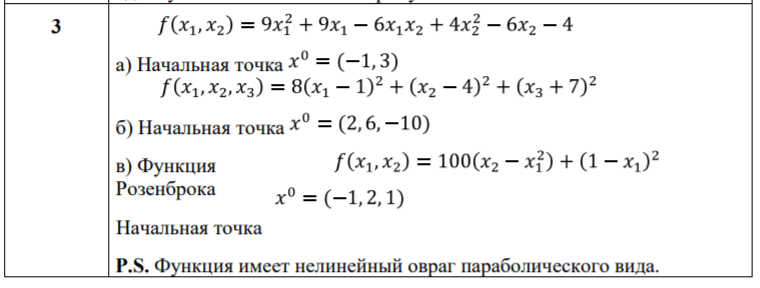 3
f(x₁, x₂) = 9x₁² + 9x₁ − 6x₁x₂ + 4x₂² − 6x₂ − 4
а) Начальная точка x⁰ = (−1, 3)
f(x₁, x₂, x₃) = 8(x₁ − 1)² + (x₂ − 4)² + (x₃ + 7)²
б) Начальная точка x⁰ = (2, 6, −10)
в) Функция Розенброка f(x₁, x₂) = 100(x₂ − x₁²) + (1 − x₁)²
x⁰ = (−1, 2, 1)
Начальная точка
P.S. Функция имеет нелинейный овраг параболического вида.